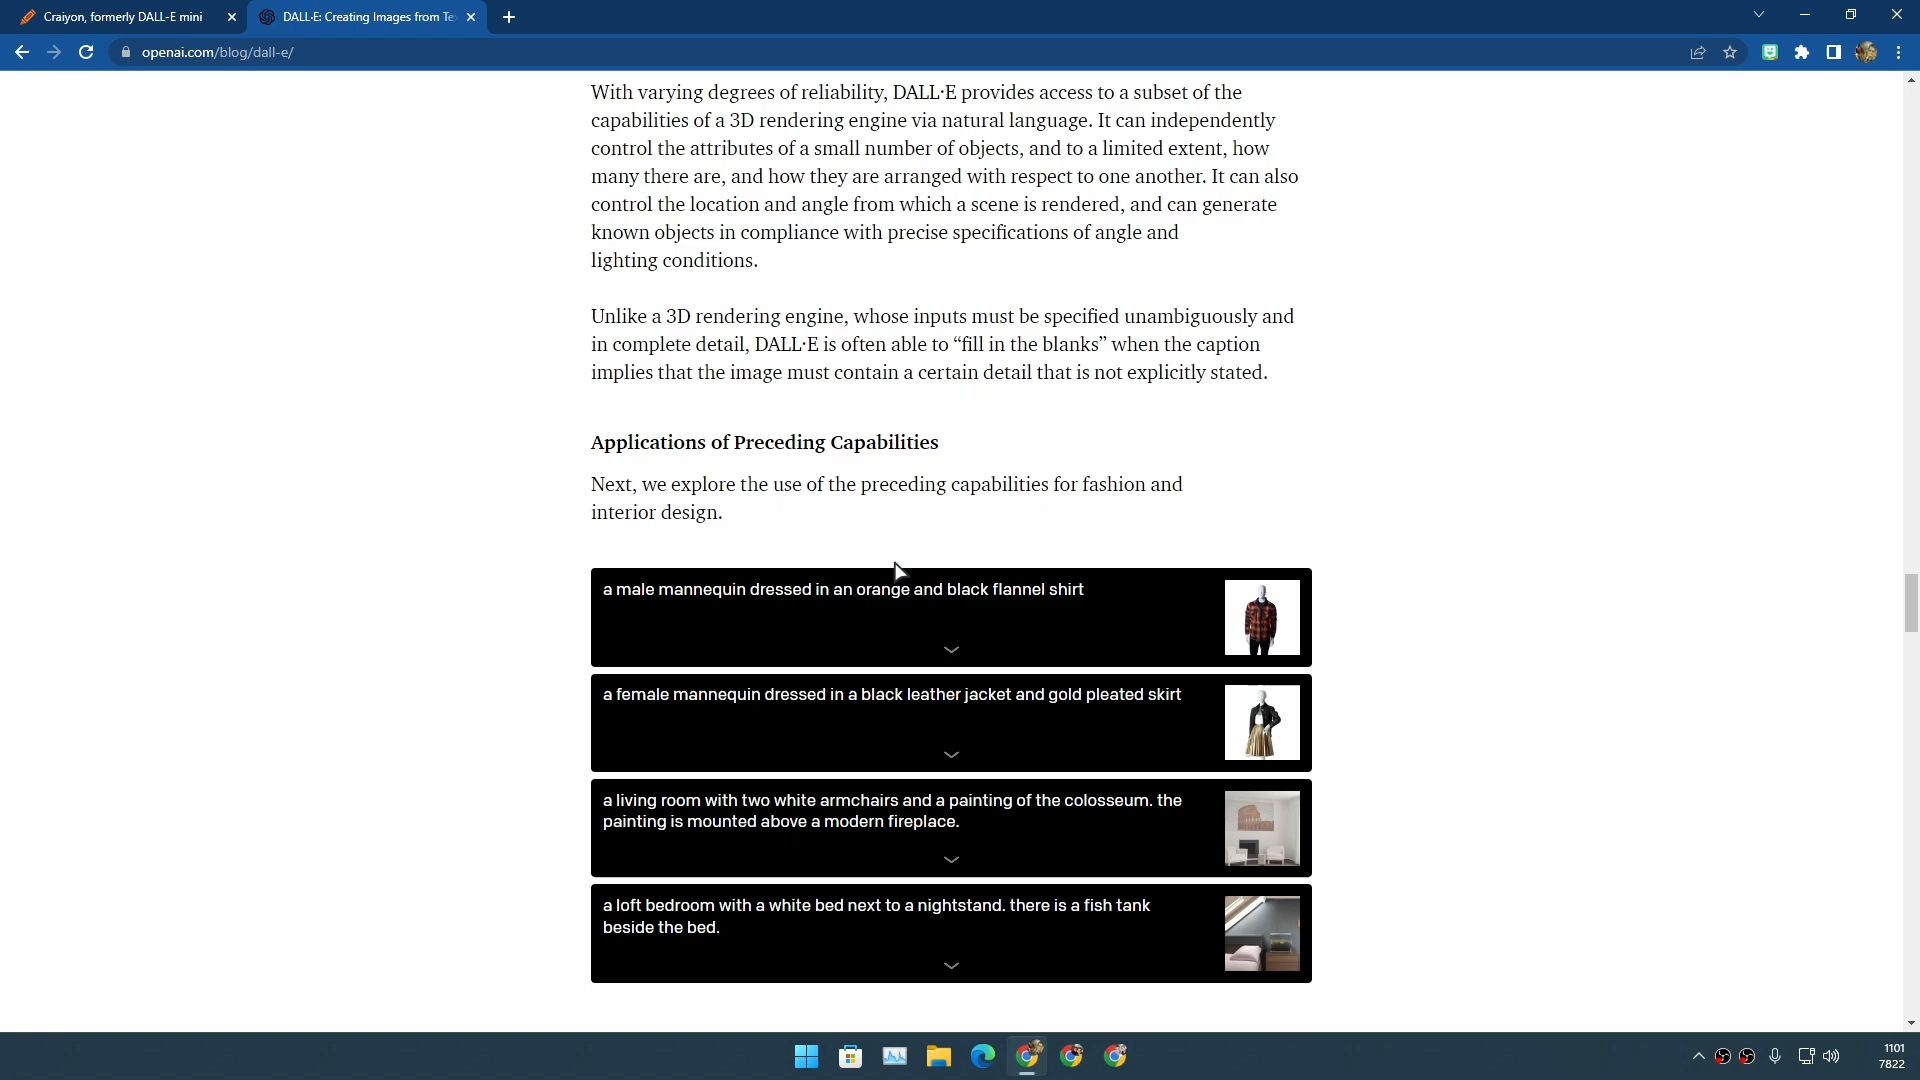 Craiyon, formerly DALL-E mini
DALL·E: Creating Images from Te
openai.com/blog/dall-e/
With varying degrees of reliability, DALL·E provides access to a subset of the
capabilities of a 3D rendering engine via natural language. It can independently
control the attributes of a small number of objects, and to a limited extent, how
many there are, and how they are arranged with respect to one another. It can also
control the location and angle from which a scene is rendered, and can generate
known objects in compliance with precise specifications of angle and
lighting conditions.
Unlike a 3D rendering engine, whose inputs must be specified unambiguously and
in complete detail, DALL·E is often able to “fill in the blanks” when the caption
implies that the image must contain a certain detail that is not explicitly stated.
Applications of Preceding Capabilities
Next, we explore the use of the preceding capabilities for fashion and
interior design.
a male mannequin dressed in an orange and black flannel shirt
a female mannequin dressed in a black leather jacket and gold pleated skirt
a living room with two white armchairs and a painting of the colosseum. the
painting is mounted above a modern fireplace.
a loft bedroom with a white bed next to a nightstand. there is a fish tank
beside the bed.
1101
7822